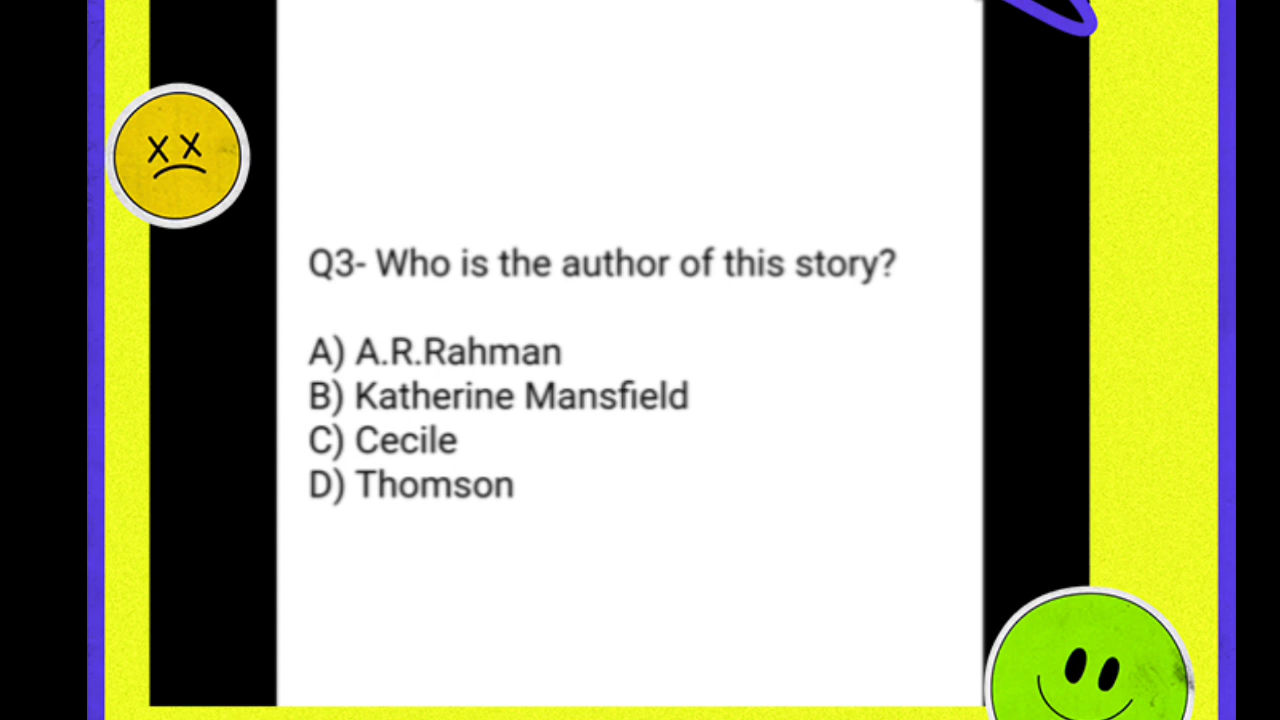 Q3- Who is the author of this story?
A) A.R.Rahman
B) Katherine Mansfield
C) Cecile
D) Thomson